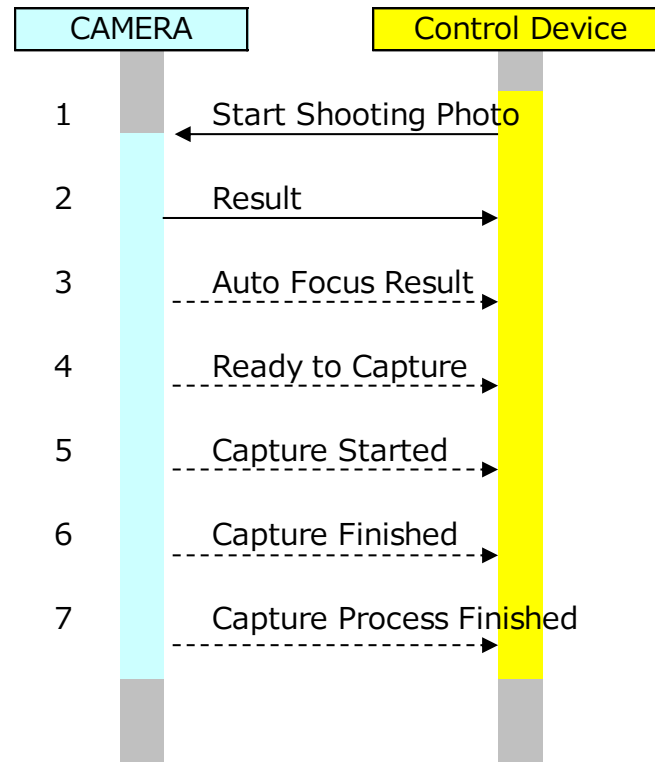 CAMERA
Control Device
1
Start Shooting Photo
2
Result
3
Auto Focus Result
4
Ready to Capture
5
Capture Started
6
Capture Finished
7
Capture Process Finished